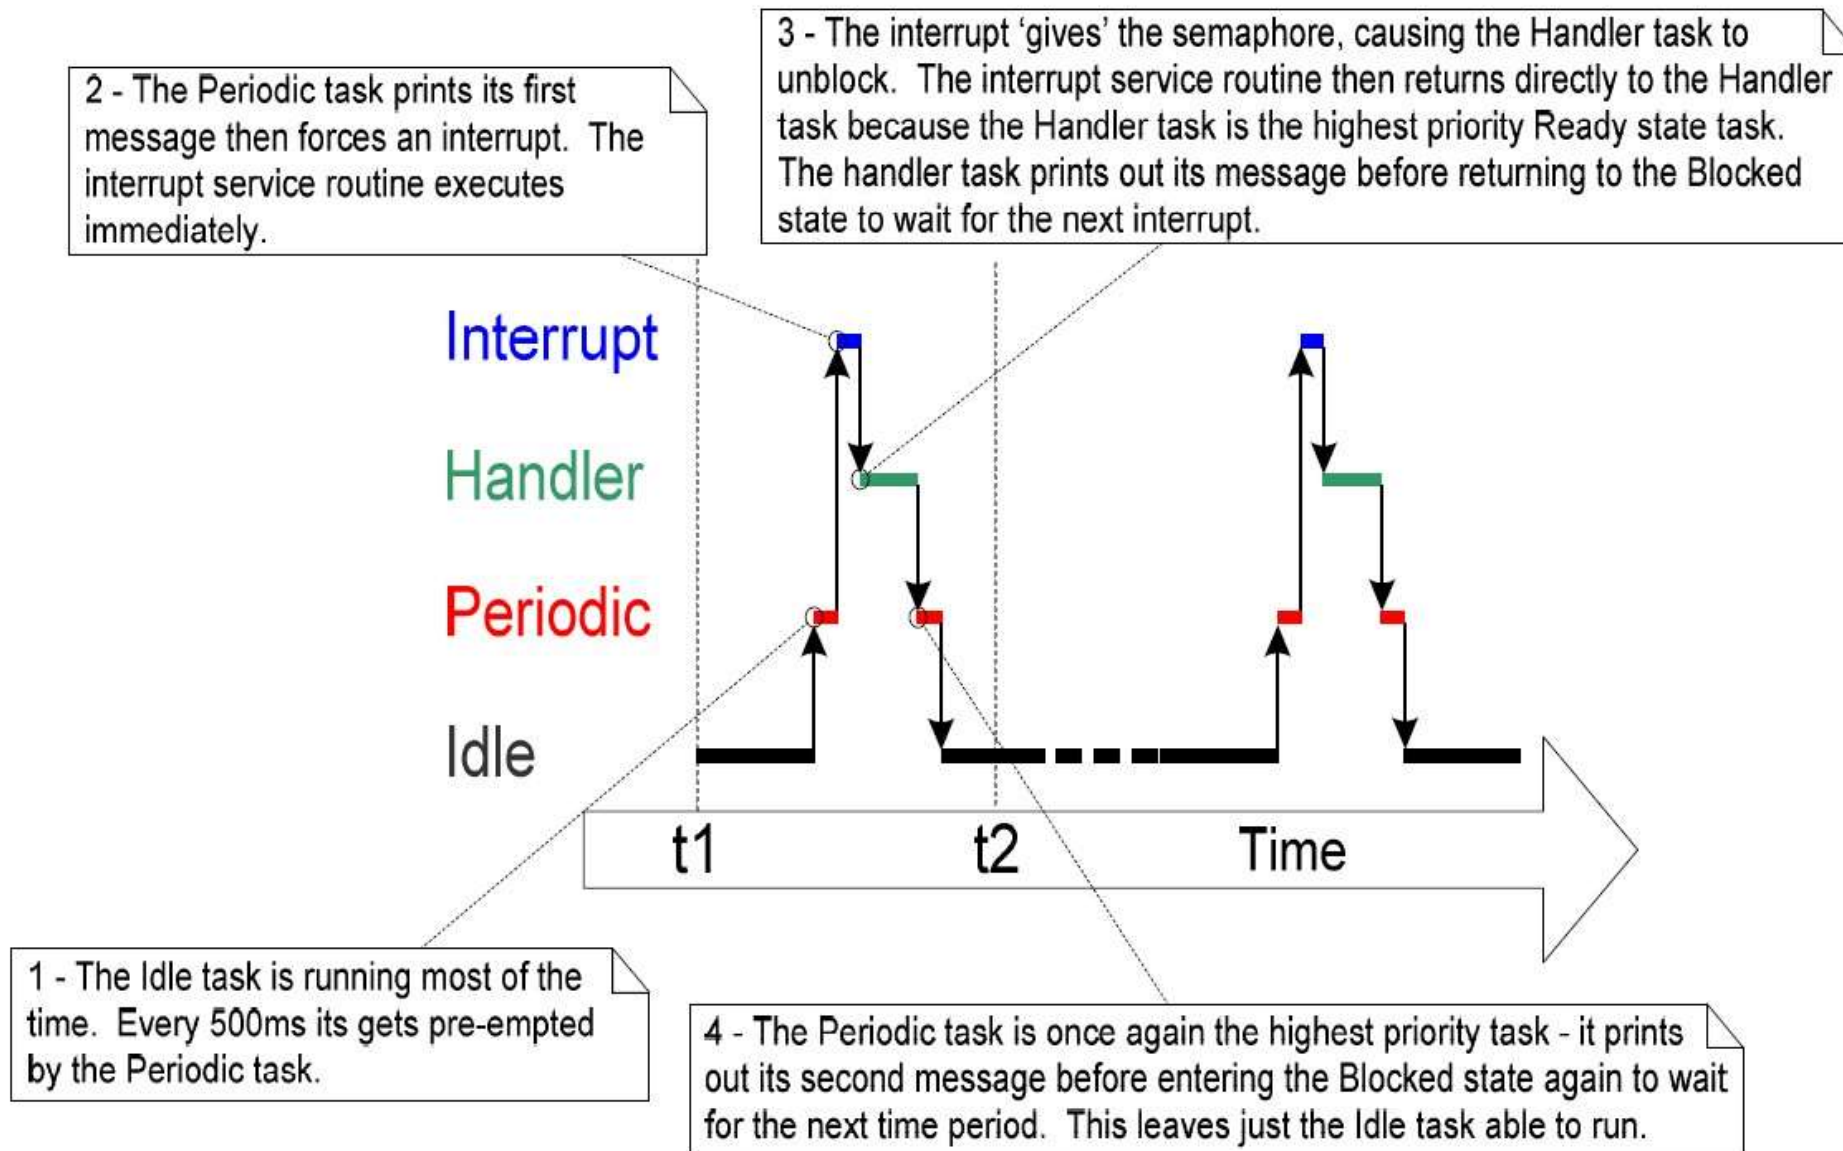 2 - The Periodic task prints its first
message then forces an interrupt. The
interrupt service routine executes
immediately.
3 - The interrupt ‘gives’ the semaphore, causing the Handler task to
unblock. The interrupt service routine then returns directly to the Handler
task because the Handler task is the highest priority Ready state task.
The handler task prints out its message before returning to the Blocked
state to wait for the next interrupt.
Interrupt
Handler
Periodic
Idle
t1
t2
Time
1 - The Idle task is running most of the
time. Every 500ms its gets pre-empted
by the Periodic task.
4 - The Periodic task is once again the highest priority task - it prints
out its second message before entering the Blocked state again to wait
for the next time period. This leaves just the Idle task able to run.